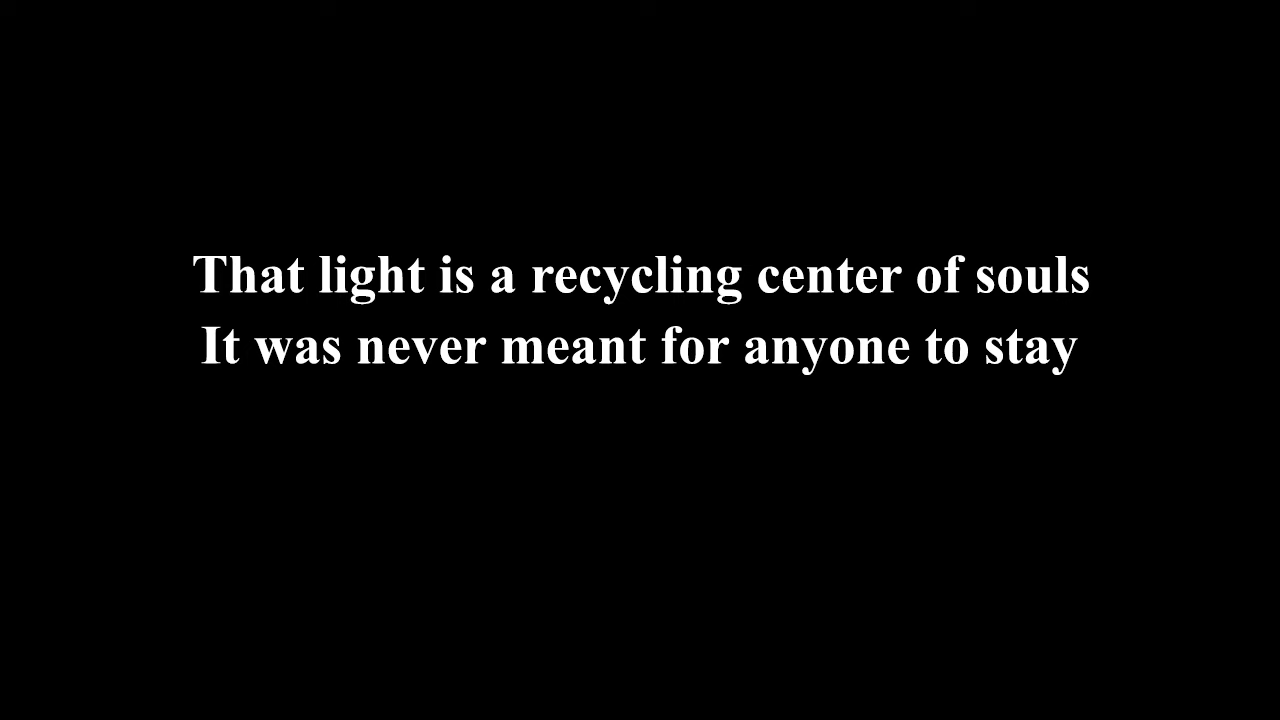 That light is a recycling center of souls
It was never meant for anyone to stay